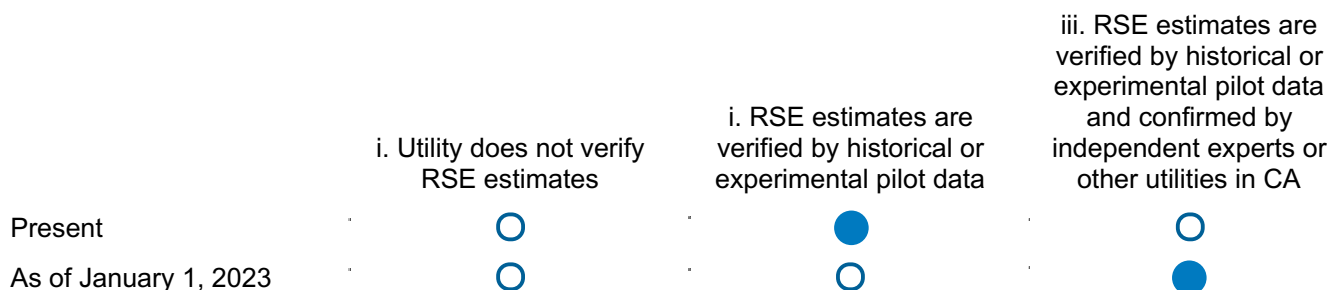 i. Utility does not verify
RSE estimates
i. RSE estimates are
verified by historical or
experimental pilot data
iii. RSE estimates are
verified by historical or
experimental pilot data
and confirmed by
independent experts or
other utilities in CA
Present
As of January 1, 2023